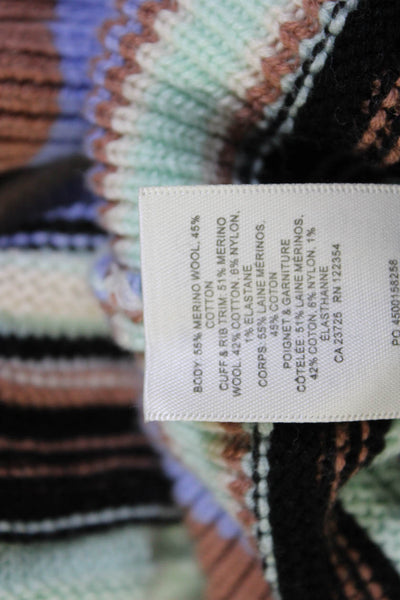 BODY: 55% MERINO WOOL, 45%
COTTON
CUFF & RIB TRIM: 51% MERINO
WOOL, 42% COTTON, 6% NYLON,
1% ELASTANE
CORPS: 55% LAINE MÉRINOS,
45% COTON
POIGNET & GARNITURE
CÔTELÉE: 51% LAINE MÉRINOS,
42% COTON, 6% NYLON, 1%
ÉLASTHANNE
CA 23725 RN 122354
PO 4500158258